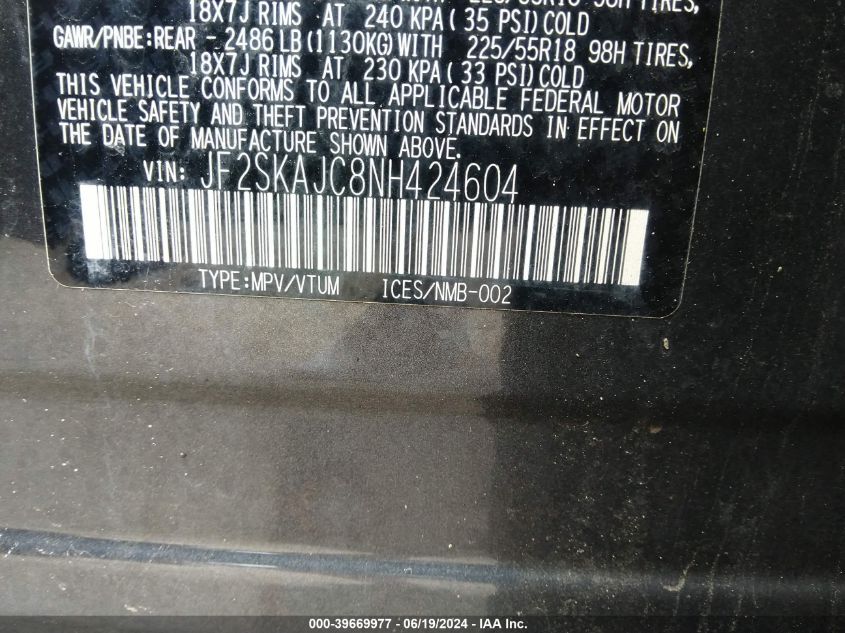 18X7J RIMS AT 240 KPA(35 PSI)COLD
GAWR/PNBE:REAR - 2486LB(1130KG)WITH 225/55R18 98H TIRES,
18X7J RIMS AT 230 KPA(33 PSI)COLD
THIS VEHICLE CONFORMS TO ALL APPLICABLE FEDERAL MOTOR
VEHICLE SAFETY AND THEFT PREVENTION STANDARDS IN EFFECT ON
THE DATE OF MANUFACTURE SHOWN ABOVE.
VIN: JF2SKAJC8NH424604
TYPE:MPV/VTUM ICES/NMB-002
000-39669977 - 06/19/2024 - IAA Inc.